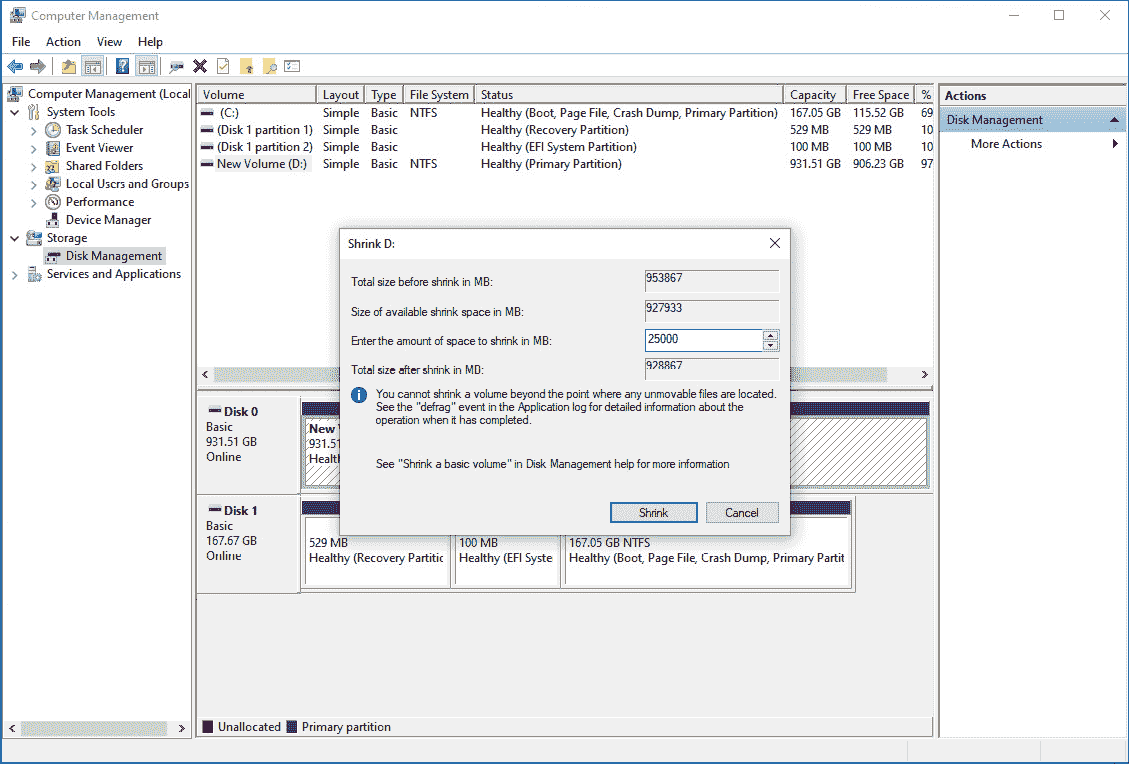 Computer Management
File Action View Help
Computer Management (Local
System Tools
Task Scheduler
Event Viewer
Shared Folders
Local Users and Groups
Performance
Device Manager
Storage
Disk Management
Services and Applications
Volume Layout Type File System Status Capacity Free Space %
(C:) Simple Basic NTFS Healthy (Boot, Page File, Crash Dump, Primary Partition) 167.05 GB 115.52 GB 69
(Disk 1 partition 1) Simple Basic Healthy (Recovery Partition) 529 MB 529 MB 10
(Disk 1 partition 2) Simple Basic Healthy (EFI System Partition) 100 MB 100 MB 10
New Volume (D:) Simple Basic NTFS Healthy (Primary Partition) 931.51 GB 906.23 GB 97
Actions
Disk Management
More Actions
Shrink D:
Total size before shrink in MB: 953867
Size of available shrink space in MB: 927933
Enter the amount of space to shrink in MB: 25000
Total size after shrink in MB: 928867
You cannot shrink a volume beyond the point where any unmovable files are located.
See the "defrag" event in the Application log for detailed information about the
operation when it has completed.
See "Shrink a basic volume" in Disk Management help for more information
Shrink Cancel
Disk 0
Basic
931.51 GB
Online
New
931.51
Healt
Disk 1
Basic
167.67 GB
Online
529 MB
Healthy (Recovery Partitic
100 MB
Healthy (EFI Syste
167.05 GB NTFS
Healthy (Boot, Page File, Crash Dump, Primary Partit
Unallocated Primary partition